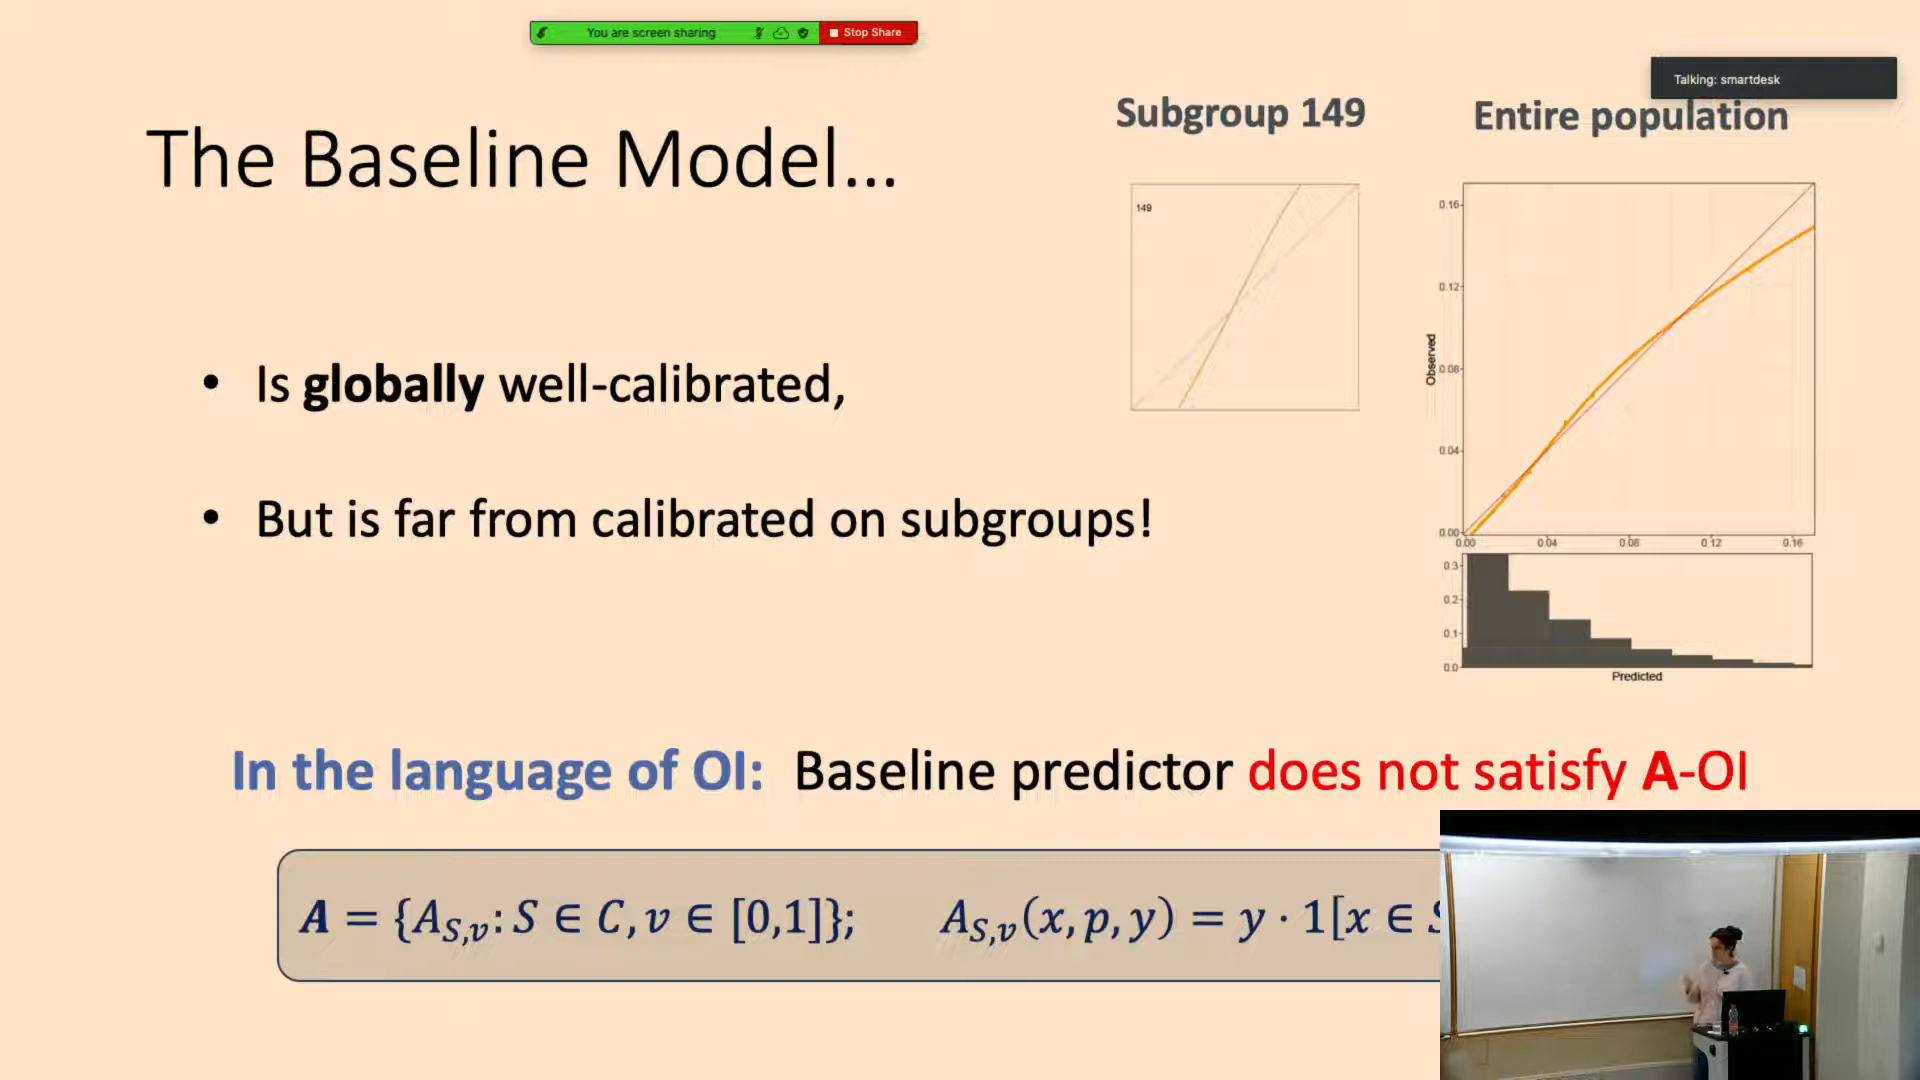 You are screen sharing
Stop Share
Talking: smartdesk
Subgroup 149
Entire population
The Baseline Model...
149
0.16
0.12
Observed
0.08
0.04
0.00
0.00 0.04 0.08 0.12 0.16
0.3
0.2
0.1
0.0
Predicted
• Is globally well-calibrated,
• But is far from calibrated on subgroups!
In the language of OI: Baseline predictor does not satisfy A-OI
A = {A_{S,v}: S ∈ C, v ∈ [0,1]}; A_{S,v}(x, p, y) = y · 1[x ∈